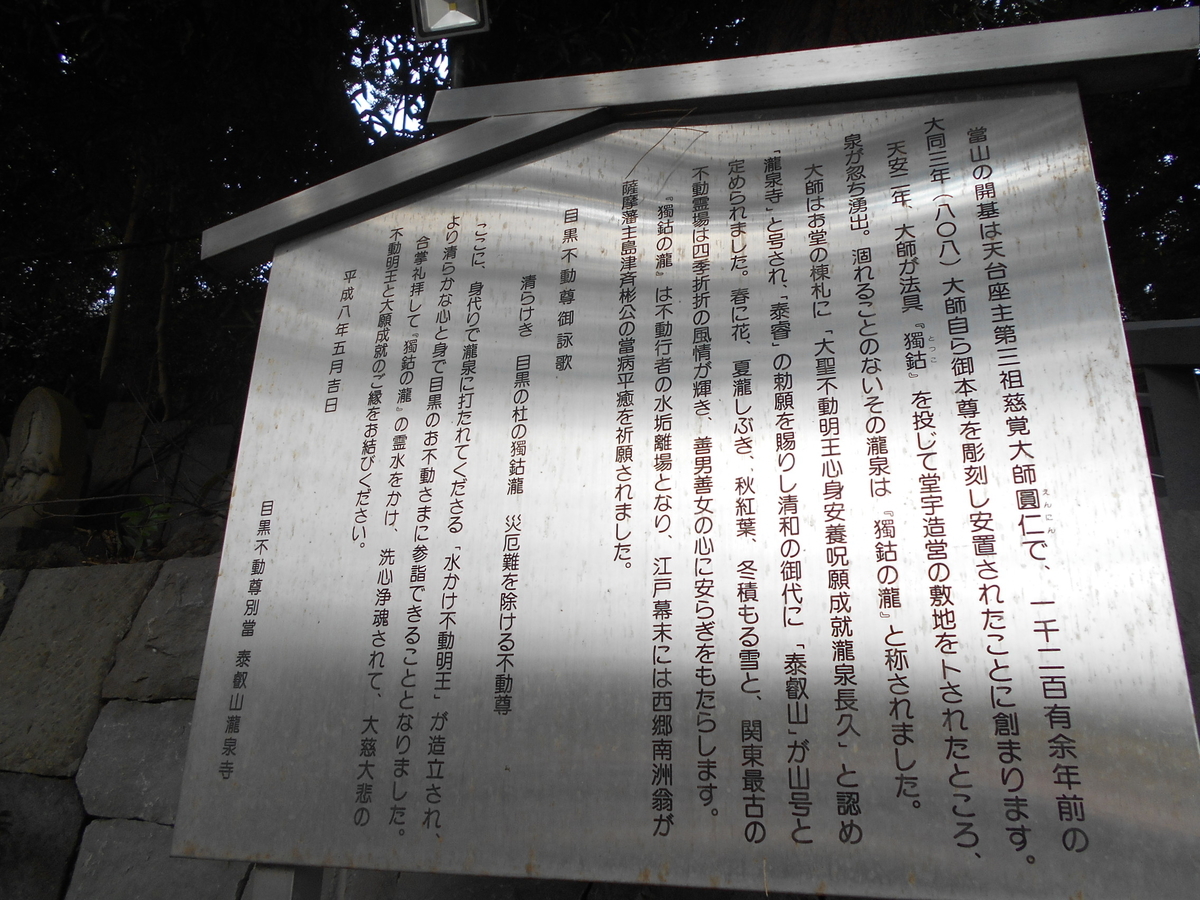 當山の開基は天台座主第三祖慈覚大師圓仁で、一千二百有余年前の
えんにん
大同三年（八〇八）大師自ら御本尊を彫刻し安置されたことに創まります。
天安二年、大師が法具『獨鈷』を投じて堂宇造営の敷地を卜されたところ、
とっこ
泉が忽ち湧出。涸れることのないその瀧泉は『獨鈷の瀧』と称されました。
大師はお堂の棟札に「大聖不動明王心身安養呪願成就瀧泉長久」と認め
「瀧泉寺」と号され、「泰睿」の勅願を賜りし清和の御代に「泰叡山」が山号と
定められました。春に花、夏瀧しぶき、秋紅葉、冬積もる雪と、関東最古の
不動霊場は四季折折の風情が輝き、善男善女の心に安らぎをもたらします。
『獨鈷の瀧』は不動行者の水垢離場となり、江戸幕末には西郷南洲翁が
薩摩藩主島津斉彬公の當病平癒を祈願されました。
目黒不動尊御詠歌
清らけき　目黒の杜の獨鈷瀧　災厄難を除ける不動尊
ここに、身代りで瀧泉に打たれてくださる「水かけ不動明王」が造立され、
より清らかな心と身で目黒のお不動さまに参詣できることとなりました。
合掌礼拝して『獨鈷の瀧』の霊水をかけ、洗心浄魂されて、大慈大悲の
不動明王と大願成就のご縁をお結びください。
平成八年五月吉日
目黒不動尊別當　泰叡山瀧泉寺